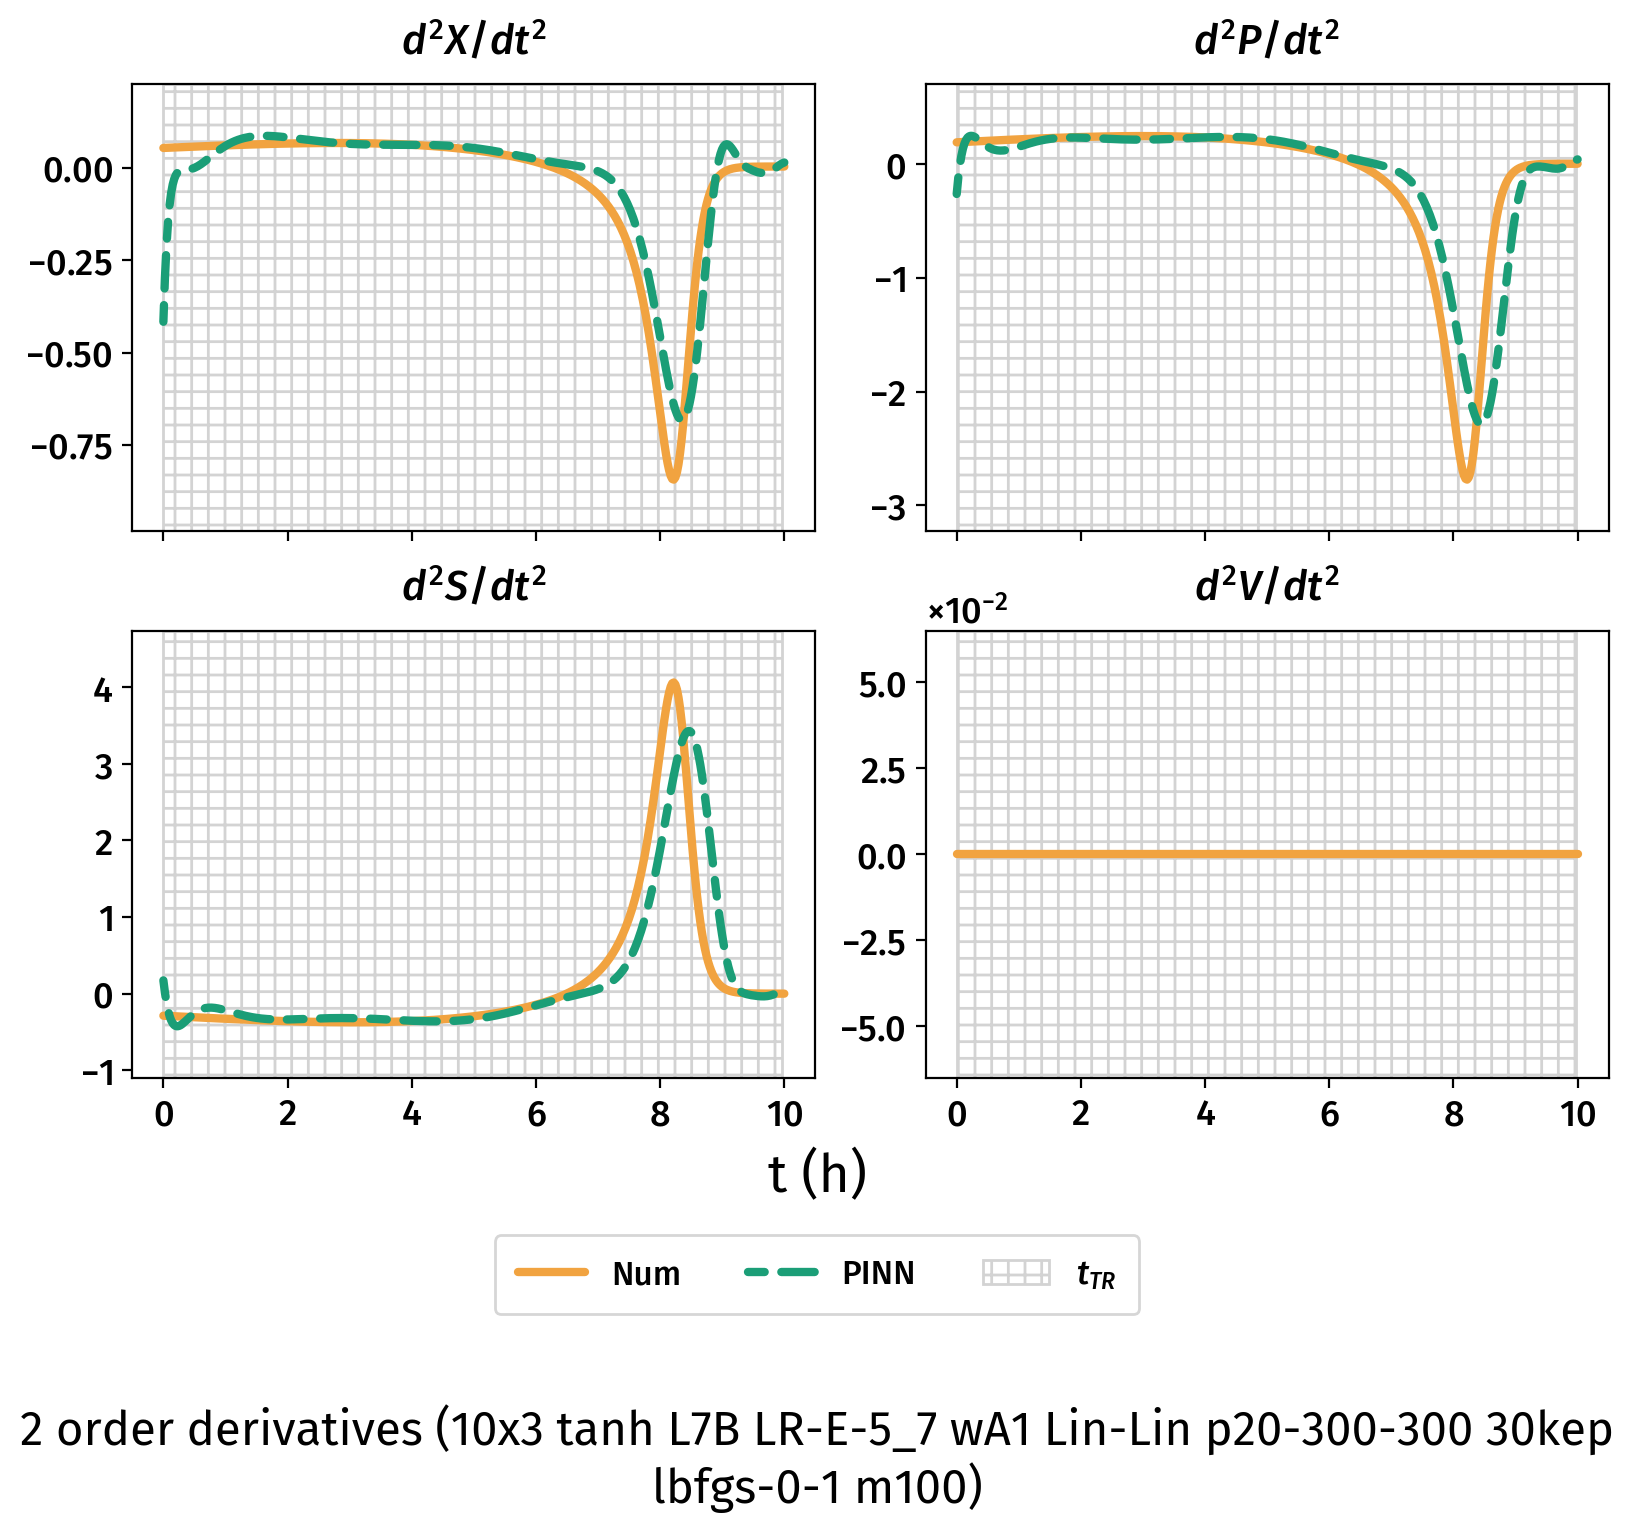 d²X/dt²
d²P/dt²
0.00
−0.25
−0.50
−0.75
0
−1
−2
−3
d²S/dt²
d²V/dt²
×10⁻²
4
3
2
1
0
−1
5.0
2.5
0.0
−2.5
−5.0
0 2 4 6 8 10
0 2 4 6 8 10
t (h)
Num PINN t_TR
2 order derivatives (10x3 tanh L7B LR-E-5_7 wA1 Lin-Lin p20-300-300 30kep
lbfgs-0-1 m100)